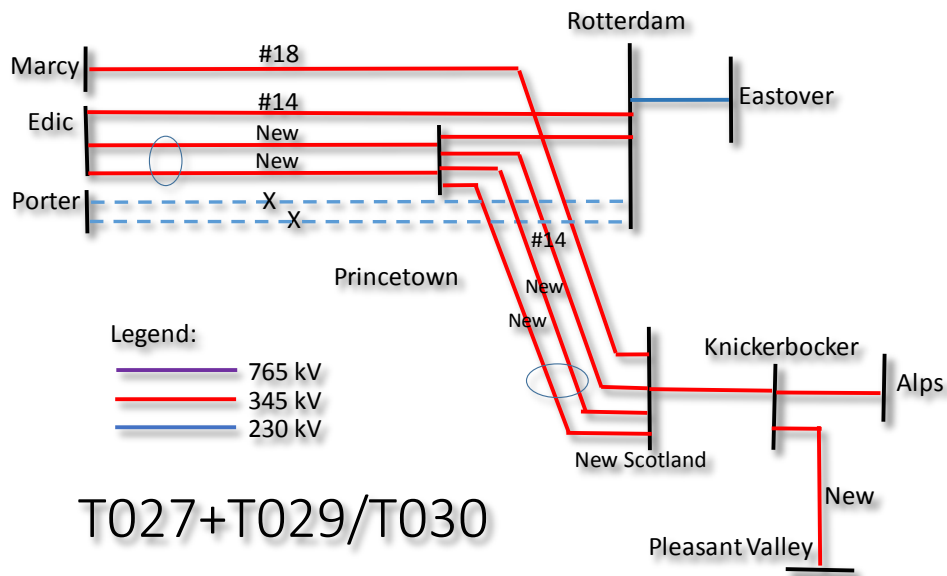 Rotterdam
Marcy
#18
Eastover
#14
Edic
New
New
Porter
X
X
#14
Princetown
New
New
Legend:
Knickerbocker
765 kV
Alps
345 kV
230 kV
New Scotland
New
T027+T029/T030
Pleasant Valley